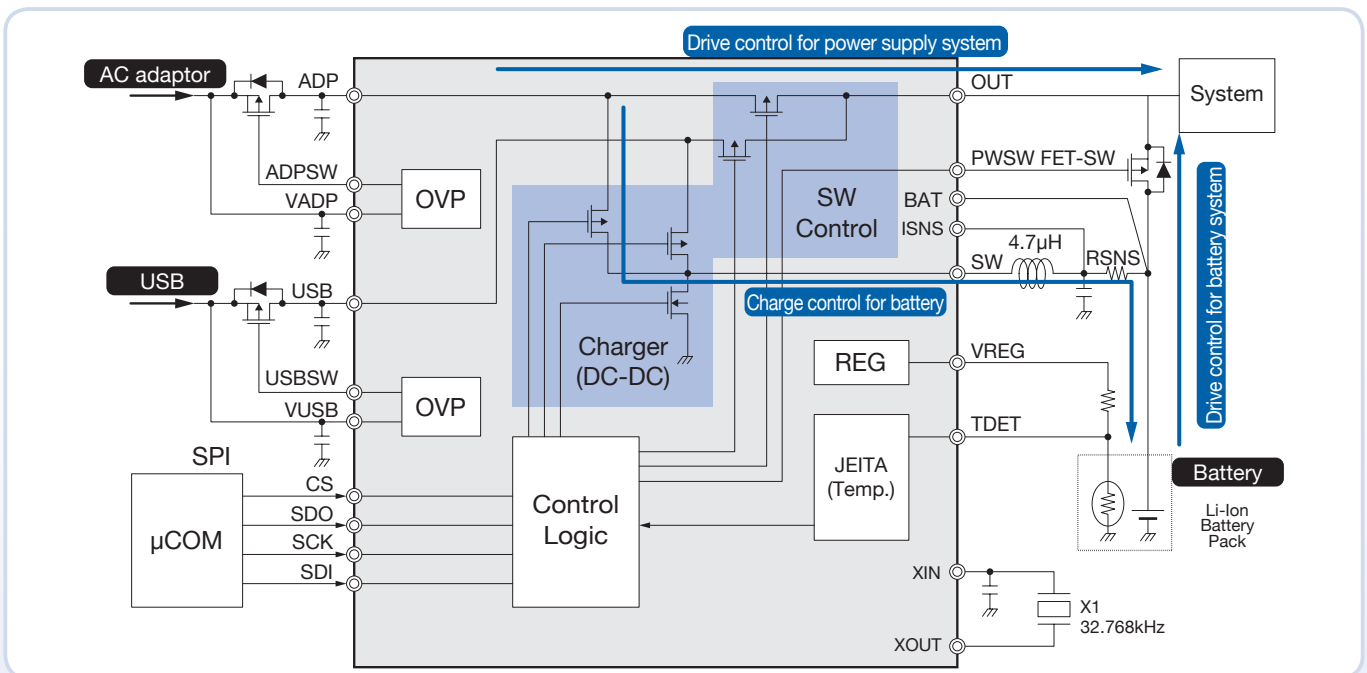 Drive control for power supply system
AC adaptor
ADP
OUT
System
ADPSW
VADP
OVP
PWSW FET-SW
BAT
ISNS
SW
Control
4.7µH
SW
RSNS
Drive control for battery system
USB
USB
Charge control for battery
Charger
(DC-DC)
USBSW
VUSB
OVP
REG
VREG
TDET
JEITA
(Temp.)
Battery
Li-Ion
Battery
Pack
SPI
µCOM
CS
SDO
SCK
SDI
Control
Logic
XIN
X1
32.768kHz
XOUT